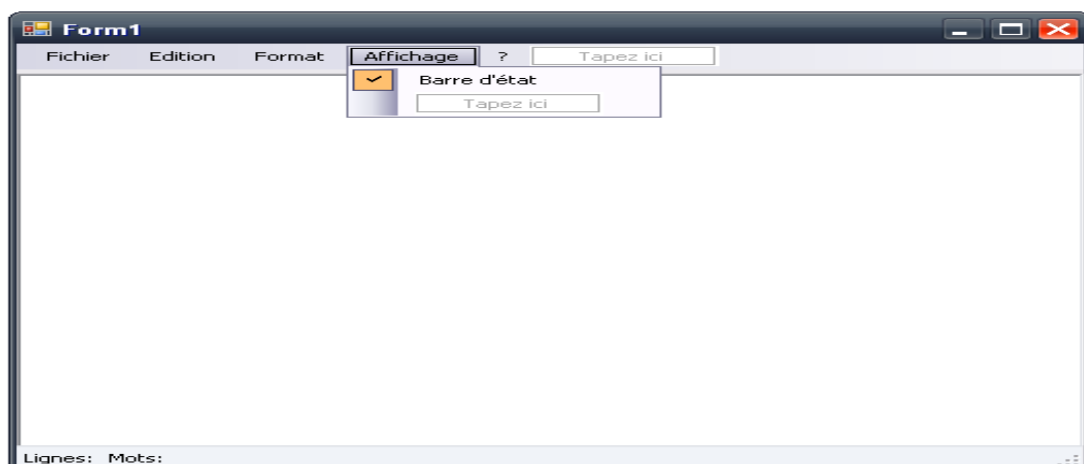 Form1
Fichier Edition Format Affichage ? Tapez ici
Barre d'état
Tapez ici
Lignes: Mots: